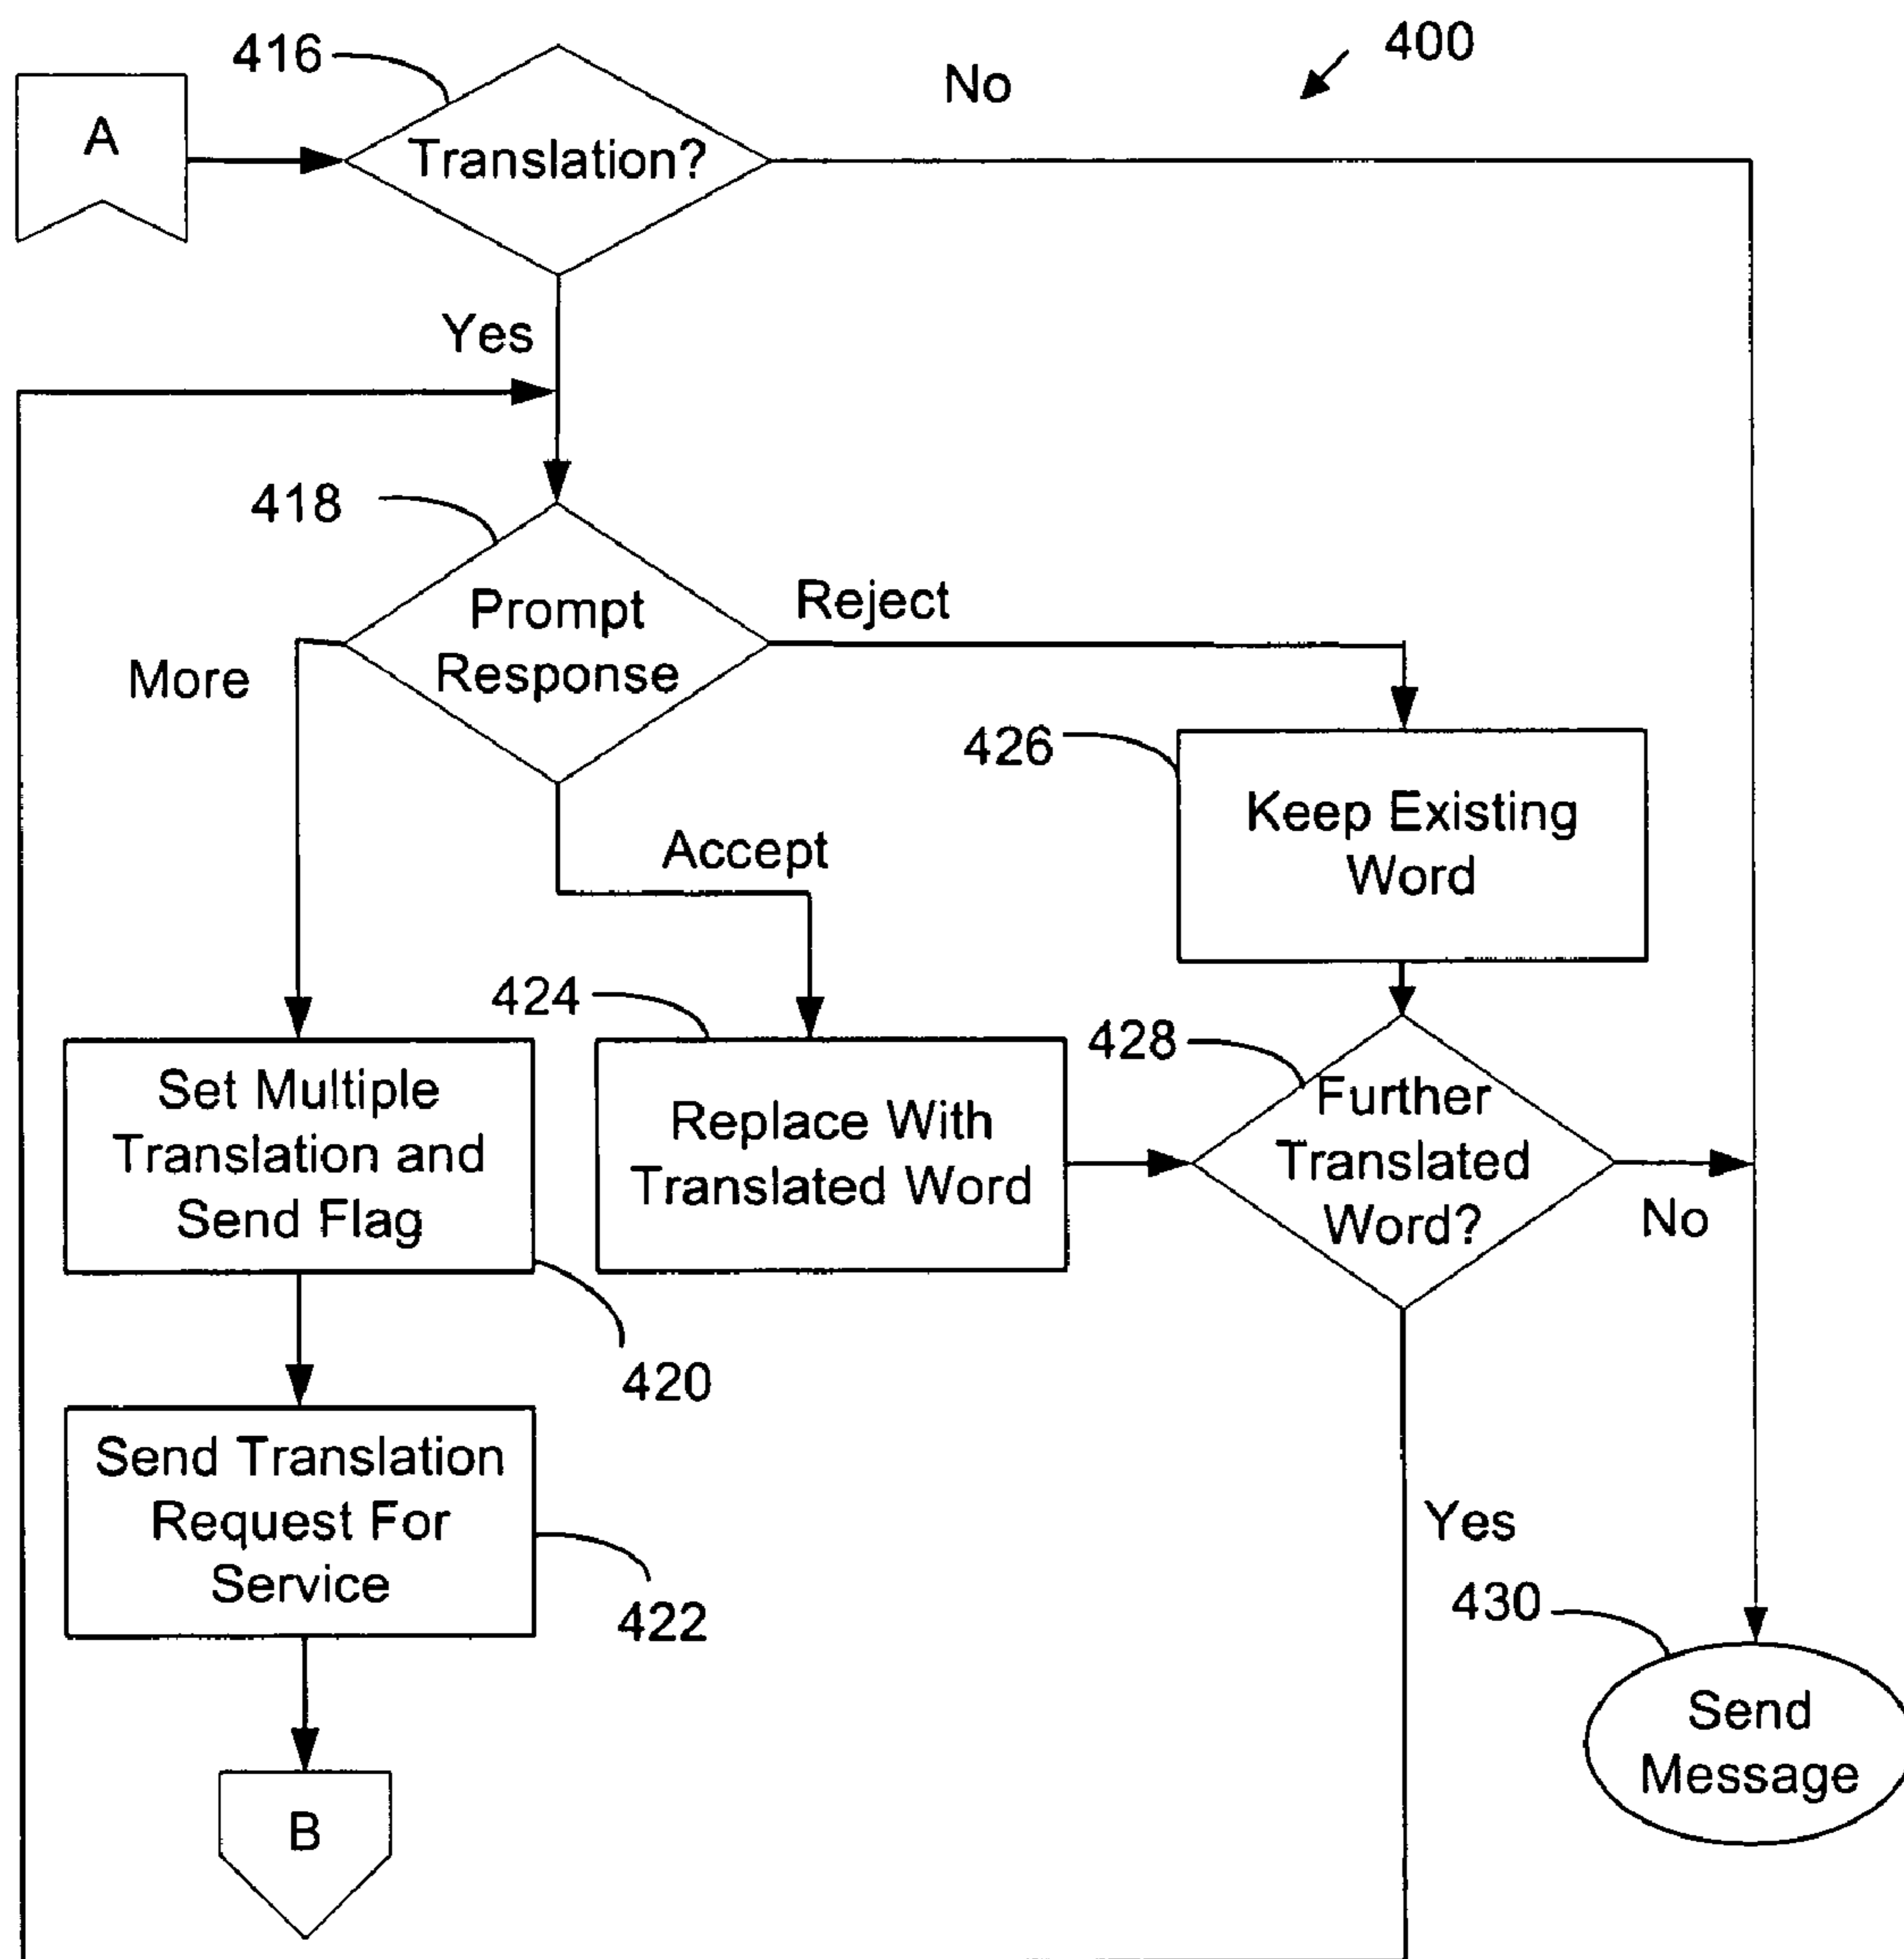 416
400
A
Translation?
No
Yes
418
Prompt
Response
Reject
More
426
Keep Existing
Word
Accept
424
428
Set Multiple
Translation and
Send Flag
Replace With
Translated Word
Further
Translated
Word?
No
420
Send Translation
Request For
Service
422
Yes
430
Send
Message
B